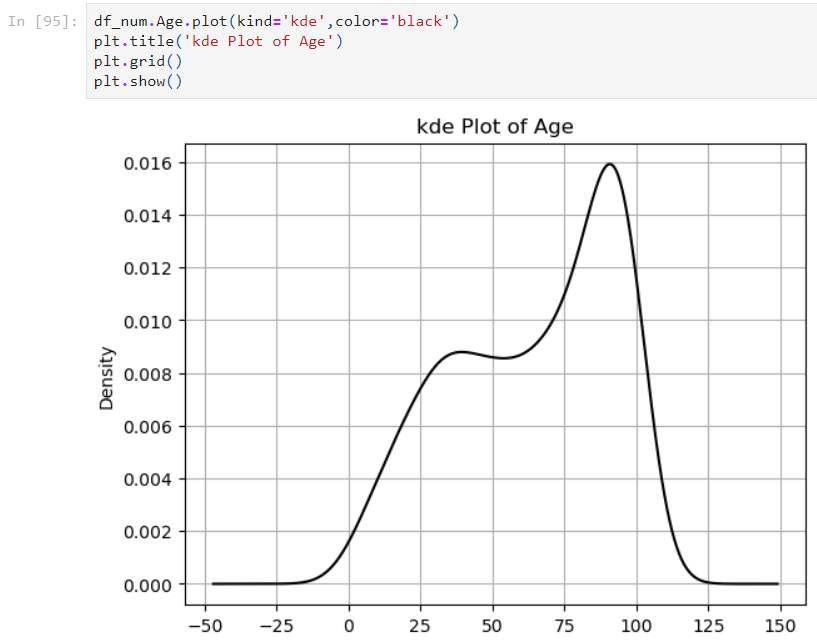 In [95]: df_num.Age.plot(kind='kde',color='black')
plt.title('kde Plot of Age')
plt.grid()
plt.show()
kde Plot of Age
0.016
0.014
0.012
0.010
0.008
0.006
0.004
0.002
0.000
Density
−50 −25 0 25 50 75 100 125 150